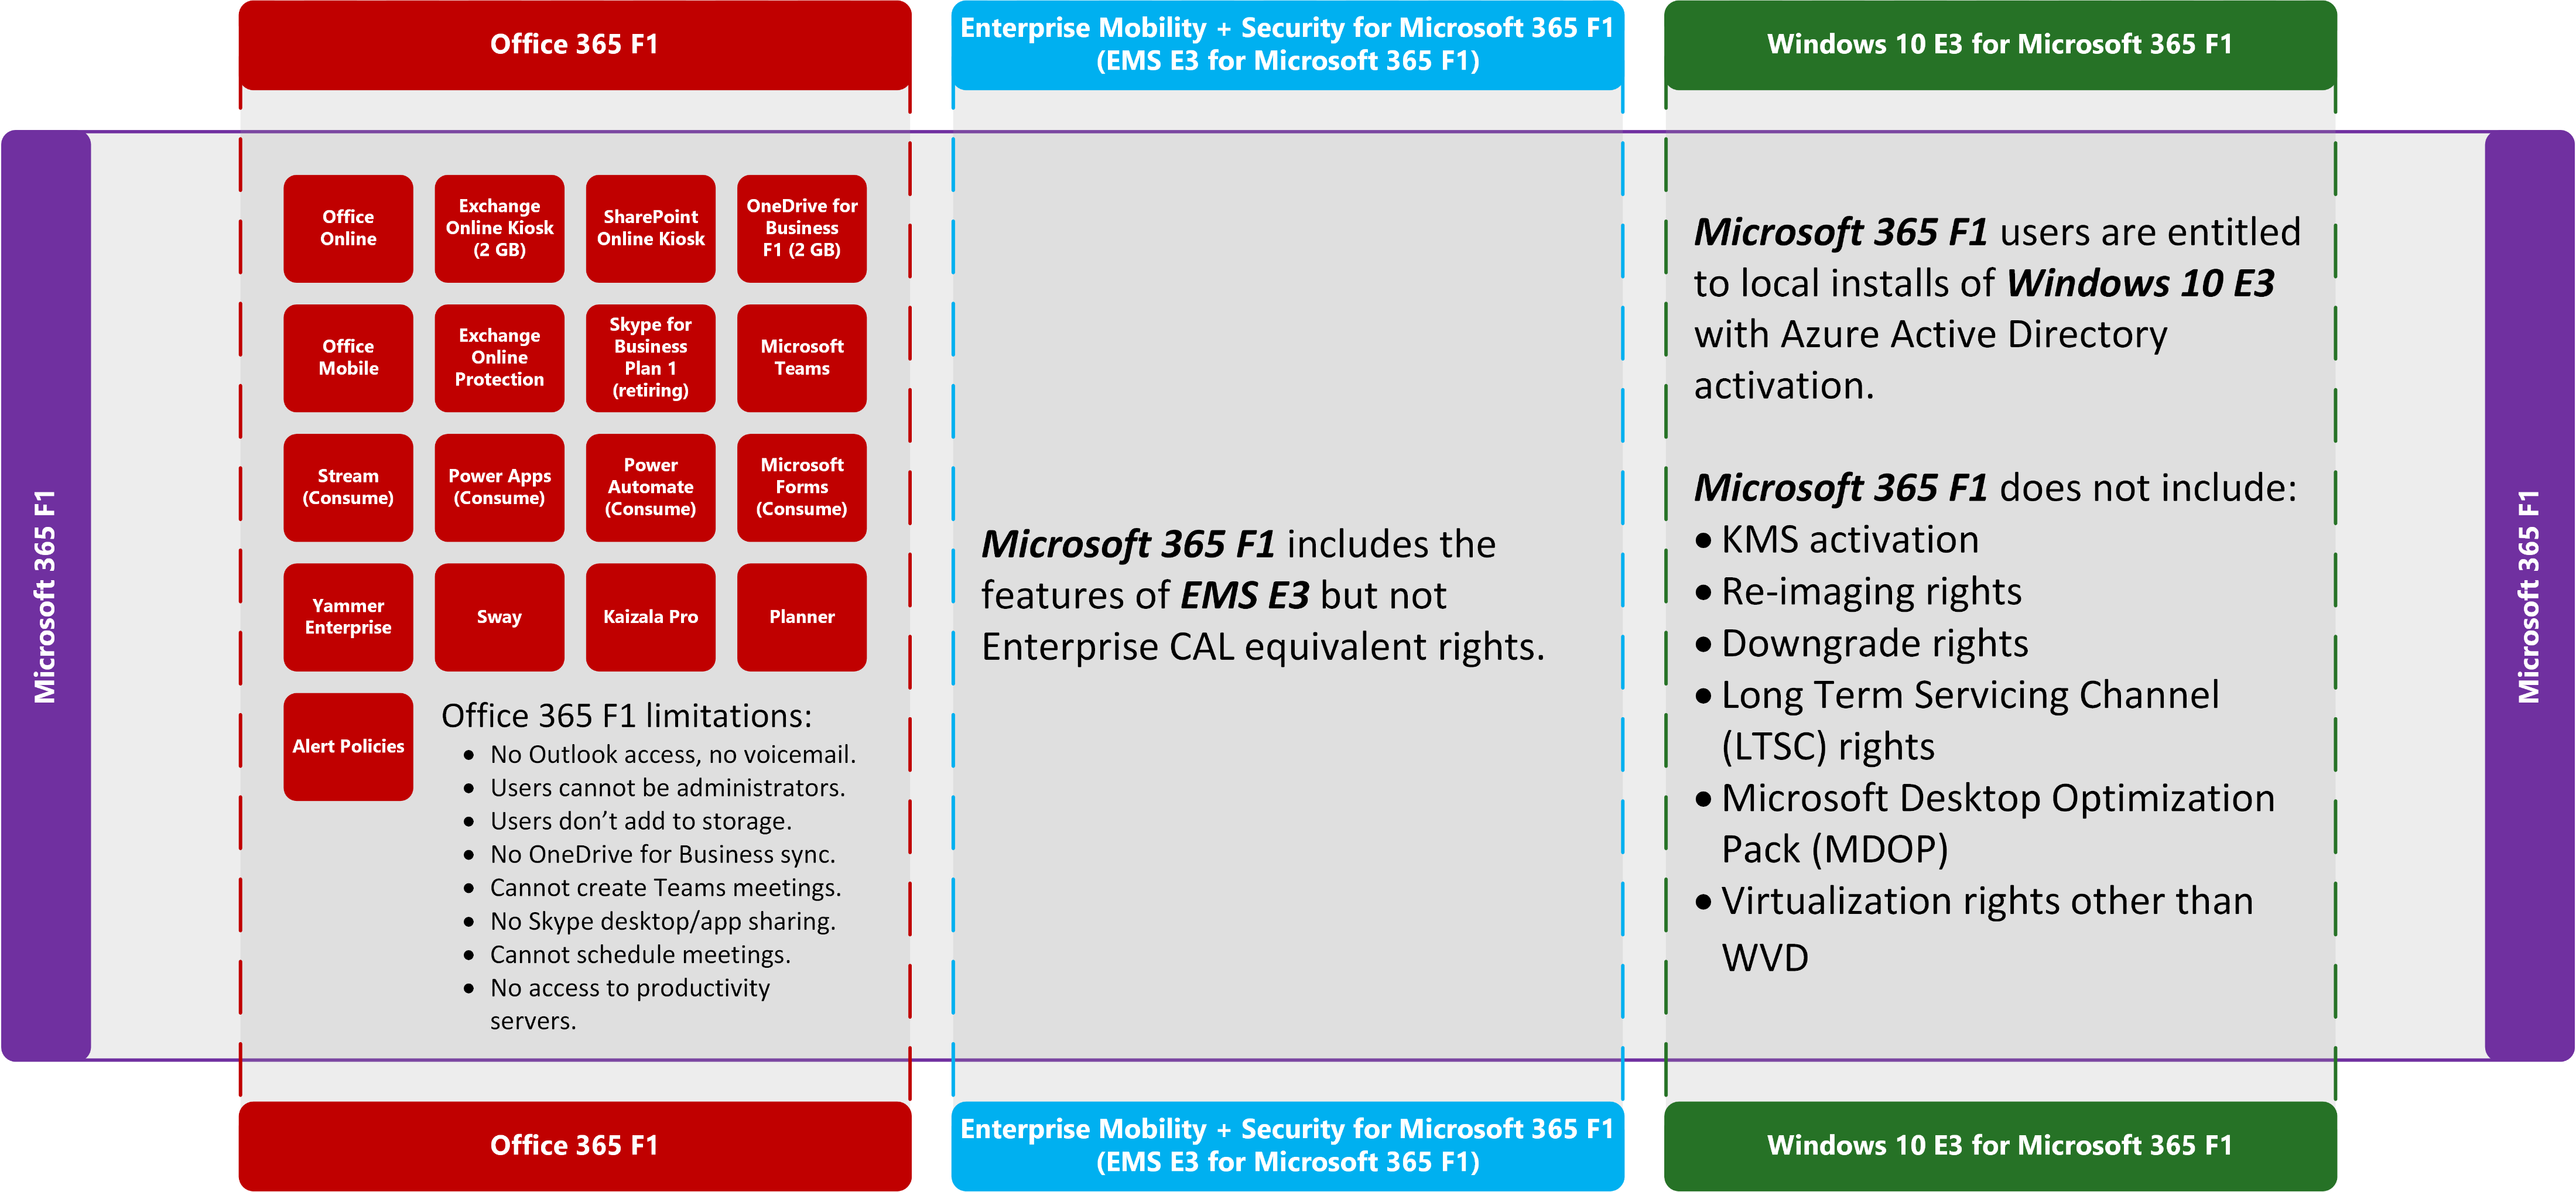 Office 365 F1
Enterprise Mobility + Security for Microsoft 365 F1
(EMS E3 for Microsoft 365 F1)
Windows 10 E3 for Microsoft 365 F1
Microsoft 365 F1
Office
Online
Exchange
Online Kiosk
(2 GB)
SharePoint
Online Kiosk
OneDrive for
Business
F1 (2 GB)
Office
Mobile
Exchange
Online
Protection
Skype for
Business
Plan 1
(retiring)
Microsoft
Teams
Stream
(Consume)
Power Apps
(Consume)
Power
Automate
(Consume)
Microsoft
Forms
(Consume)
Yammer
Enterprise
Sway
Kaizala Pro
Planner
Alert Policies
Office 365 F1 limitations:
• No Outlook access, no voicemail.
• Users cannot be administrators.
• Users don’t add to storage.
• No OneDrive for Business sync.
• Cannot create Teams meetings.
• No Skype desktop/app sharing.
• Cannot schedule meetings.
• No access to productivity
servers.
Microsoft 365 F1 includes the
features of EMS E3 but not
Enterprise CAL equivalent rights.
Microsoft 365 F1 users are entitled
to local installs of Windows 10 E3
with Azure Active Directory
activation.
Microsoft 365 F1 does not include:
• KMS activation
• Re-imaging rights
• Downgrade rights
• Long Term Servicing Channel
(LTSC) rights
• Microsoft Desktop Optimization
Pack (MDOP)
• Virtualization rights other than
WVD
Microsoft 365 F1
Office 365 F1
Enterprise Mobility + Security for Microsoft 365 F1
(EMS E3 for Microsoft 365 F1)
Windows 10 E3 for Microsoft 365 F1